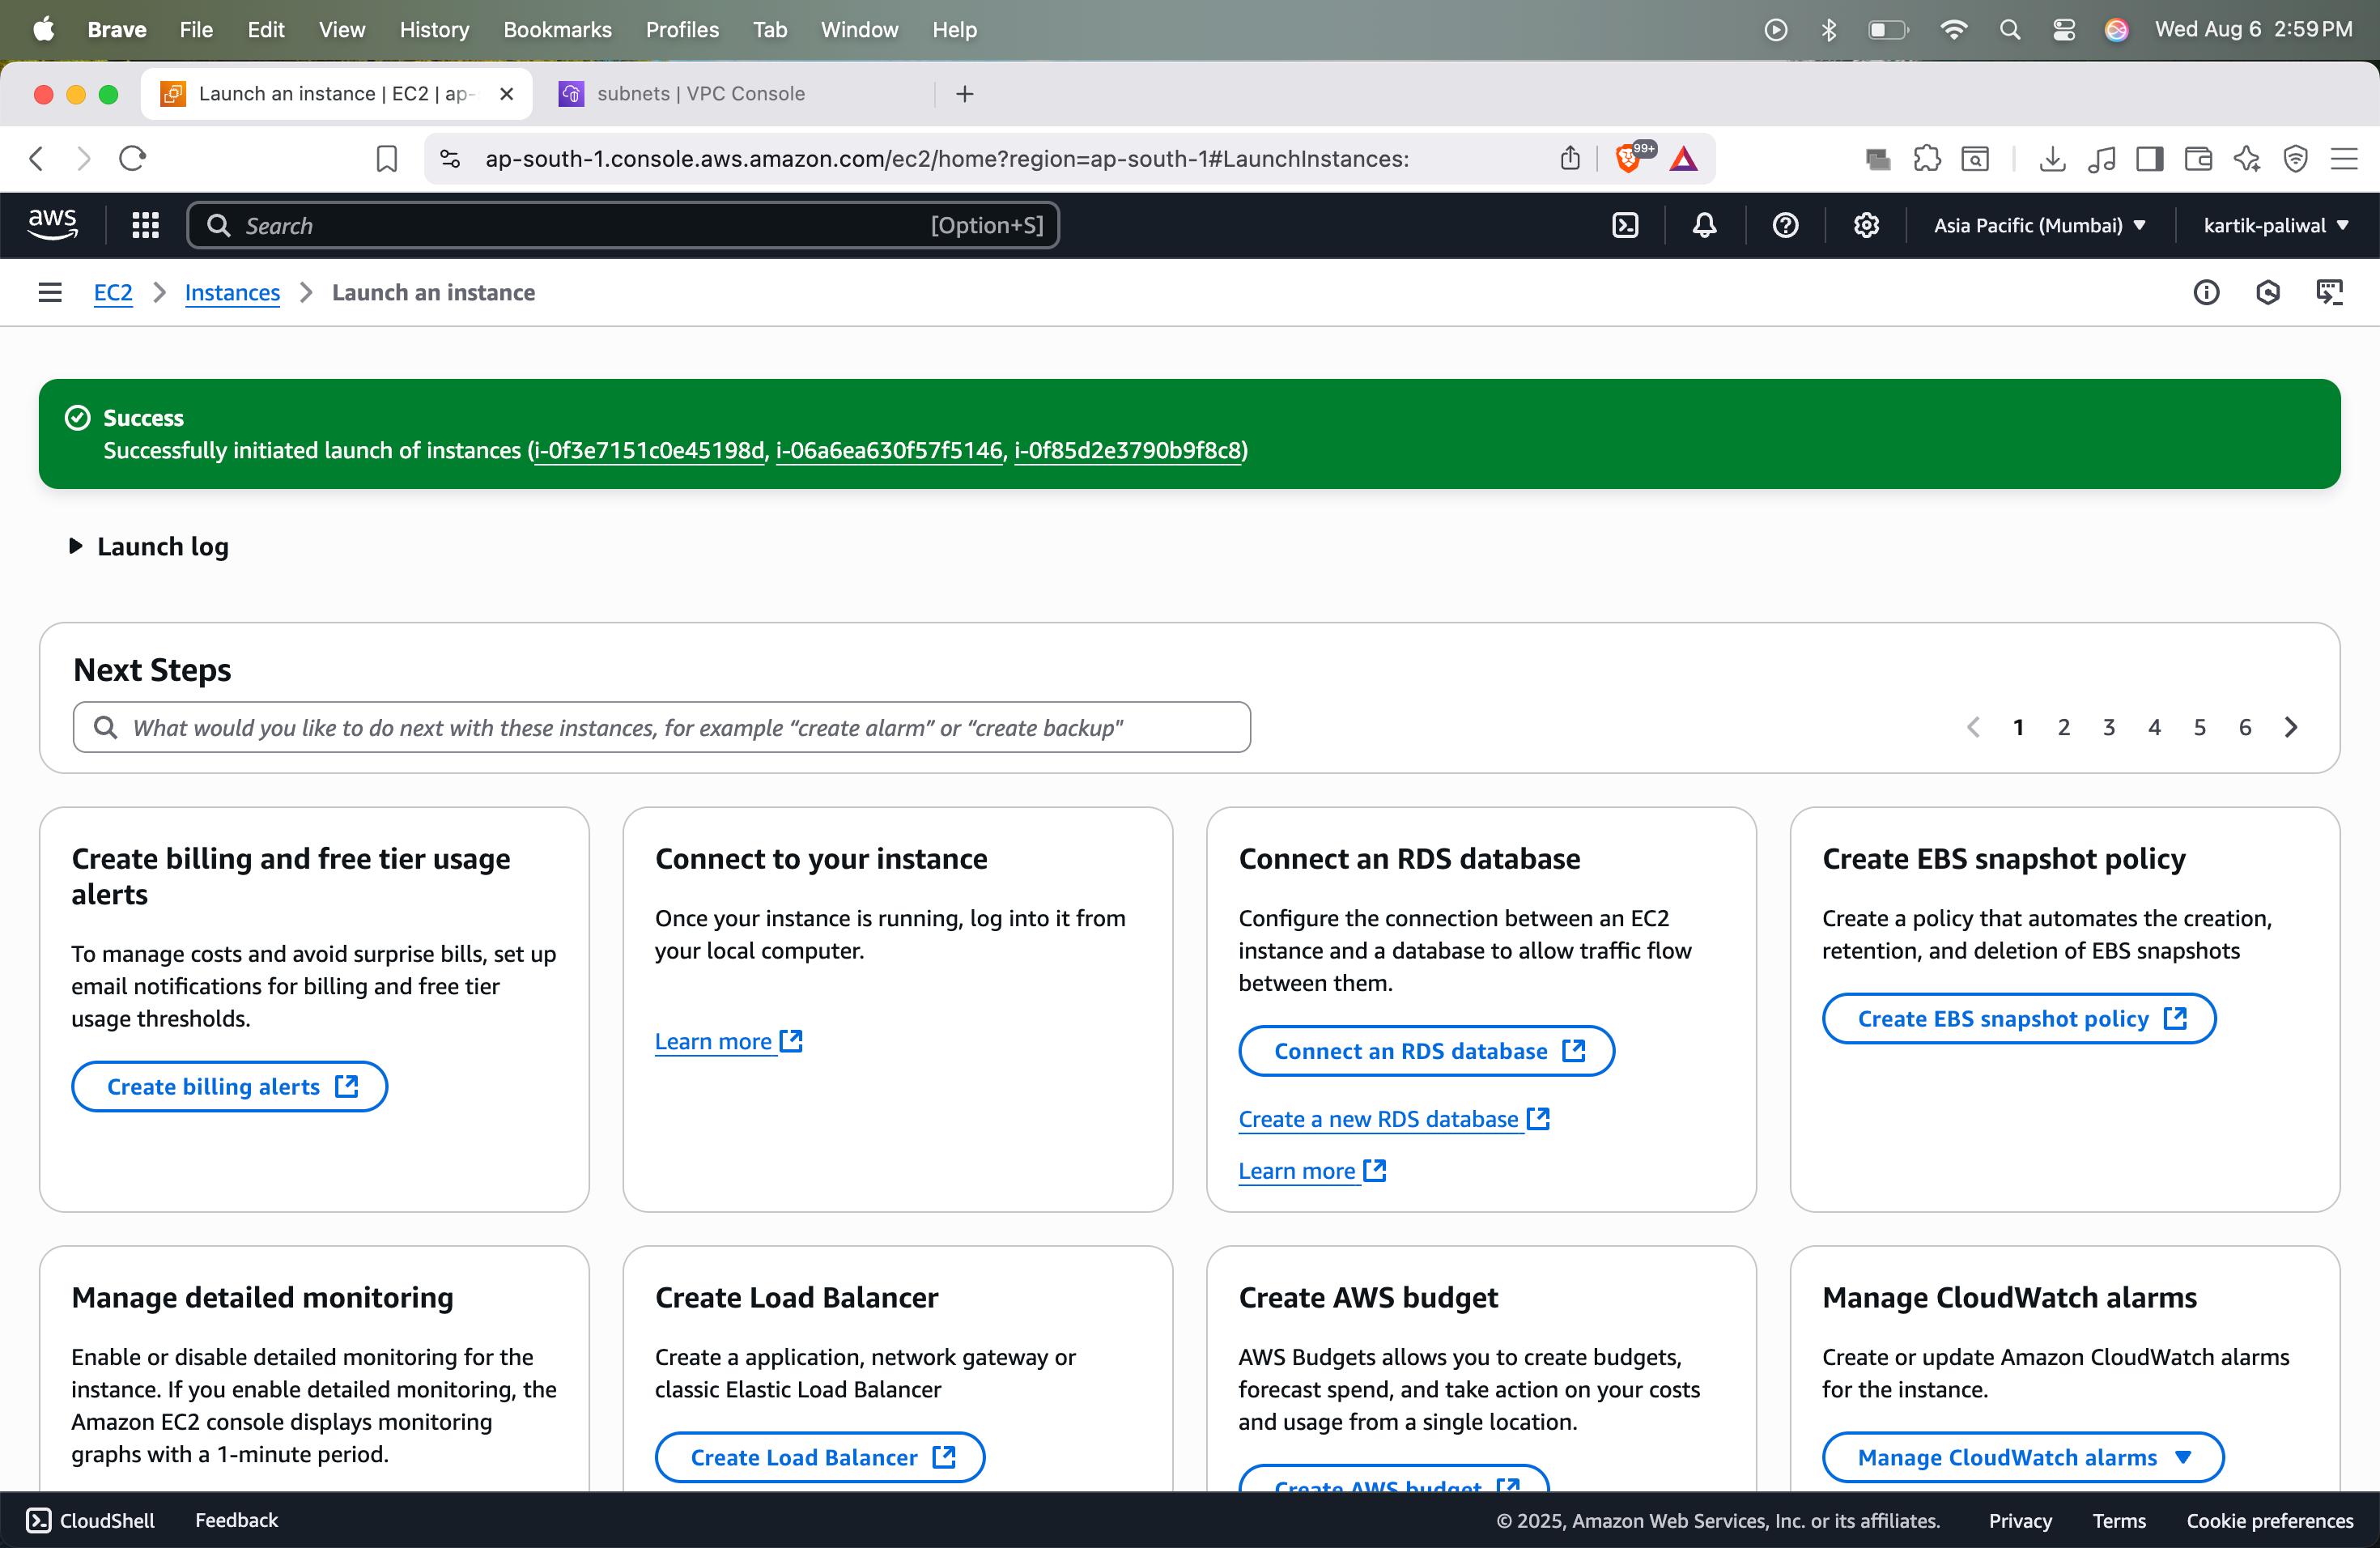 Brave File Edit View History Bookmarks Profiles Tab Window Help Wed Aug 6 2:59 PM
Launch an instance | EC2 | ap- subnets | VPC Console
ap-south-1.console.aws.amazon.com/ec2/home?region=ap-south-1#LaunchInstances: 99+
aws Search [Option+S] Asia Pacific (Mumbai) kartik-paliwal
EC2 Instances Launch an instance
Success
Successfully initiated launch of instances (i-0f3e7151c0e45198d, i-06a6ea630f57f5146, i-0f85d2e3790b9f8c8)
Launch log
Next Steps
What would you like to do next with these instances, for example “create alarm” or “create backup"
1 2 3 4 5 6
Create billing and free tier usage
alerts
To manage costs and avoid surprise bills, set up
email notifications for billing and free tier
usage thresholds.
Create billing alerts
Connect to your instance
Once your instance is running, log into it from
your local computer.
Learn more
Connect an RDS database
Configure the connection between an EC2
instance and a database to allow traffic flow
between them.
Connect an RDS database
Create a new RDS database
Learn more
Create EBS snapshot policy
Create a policy that automates the creation,
retention, and deletion of EBS snapshots
Create EBS snapshot policy
Manage detailed monitoring
Enable or disable detailed monitoring for the
instance. If you enable detailed monitoring, the
Amazon EC2 console displays monitoring
graphs with a 1-minute period.
Create Load Balancer
Create a application, network gateway or
classic Elastic Load Balancer
Create Load Balancer
Create AWS budget
AWS Budgets allows you to create budgets,
forecast spend, and take action on your costs
and usage from a single location.
Create AWS budget
Manage CloudWatch alarms
Create or update Amazon CloudWatch alarms
for the instance.
Manage CloudWatch alarms
CloudShell Feedback © 2025, Amazon Web Services, Inc. or its affiliates. Privacy Terms Cookie preferences